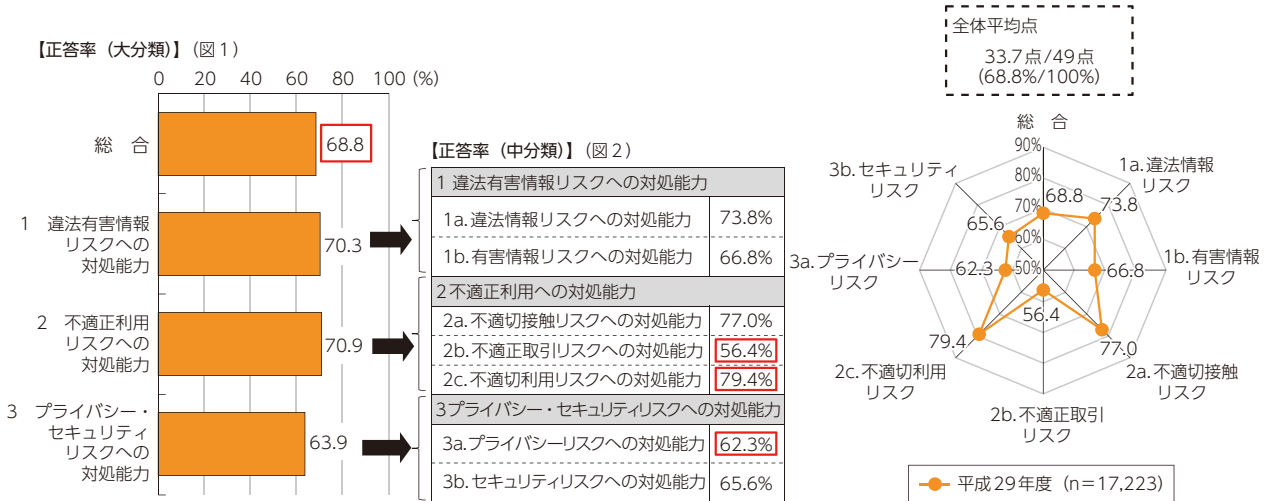 【正答率（大分類）】（図1）
0 20 40 60 80 100 (%)
総　合
68.8
1　違法有害情報
リスクへの
対処能力
70.3
2　不適正利用
リスクへの
対処能力
70.9
3　プライバシー・
セキュリティ
リスクへの
対処能力
63.9
【正答率（中分類）】（図2）
1 違法有害情報リスクへの対処能力
1a.違法情報リスクへの対処能力 73.8%
1b.有害情報リスクへの対処能力 66.8%
2不適正利用への対処能力
2a.不適切接触リスクへの対処能力 77.0%
2b.不適正取引リスクへの対処能力 56.4%
2c.不適切利用リスクへの対処能力 79.4%
3プライバシー・セキュリティリスクへの対処能力
3a.プライバシーリスクへの対処能力 62.3%
3b.セキュリティリスクへの対処能力 65.6%
全体平均点
33.7点/49点
(68.8%/100%)
総　合
90%
80%
70%
60%
50%
1a.違法情報
リスク
1b.有害情報
リスク
2a.不適切接触
リスク
2b.不適正取引
リスク
2c.不適切利用
リスク
3a.プライバシー
リスク
3b.セキュリティ
リスク
68.8
73.8
66.8
77.0
56.4
79.4
62.3
65.6
平成29年度（n＝17,223）